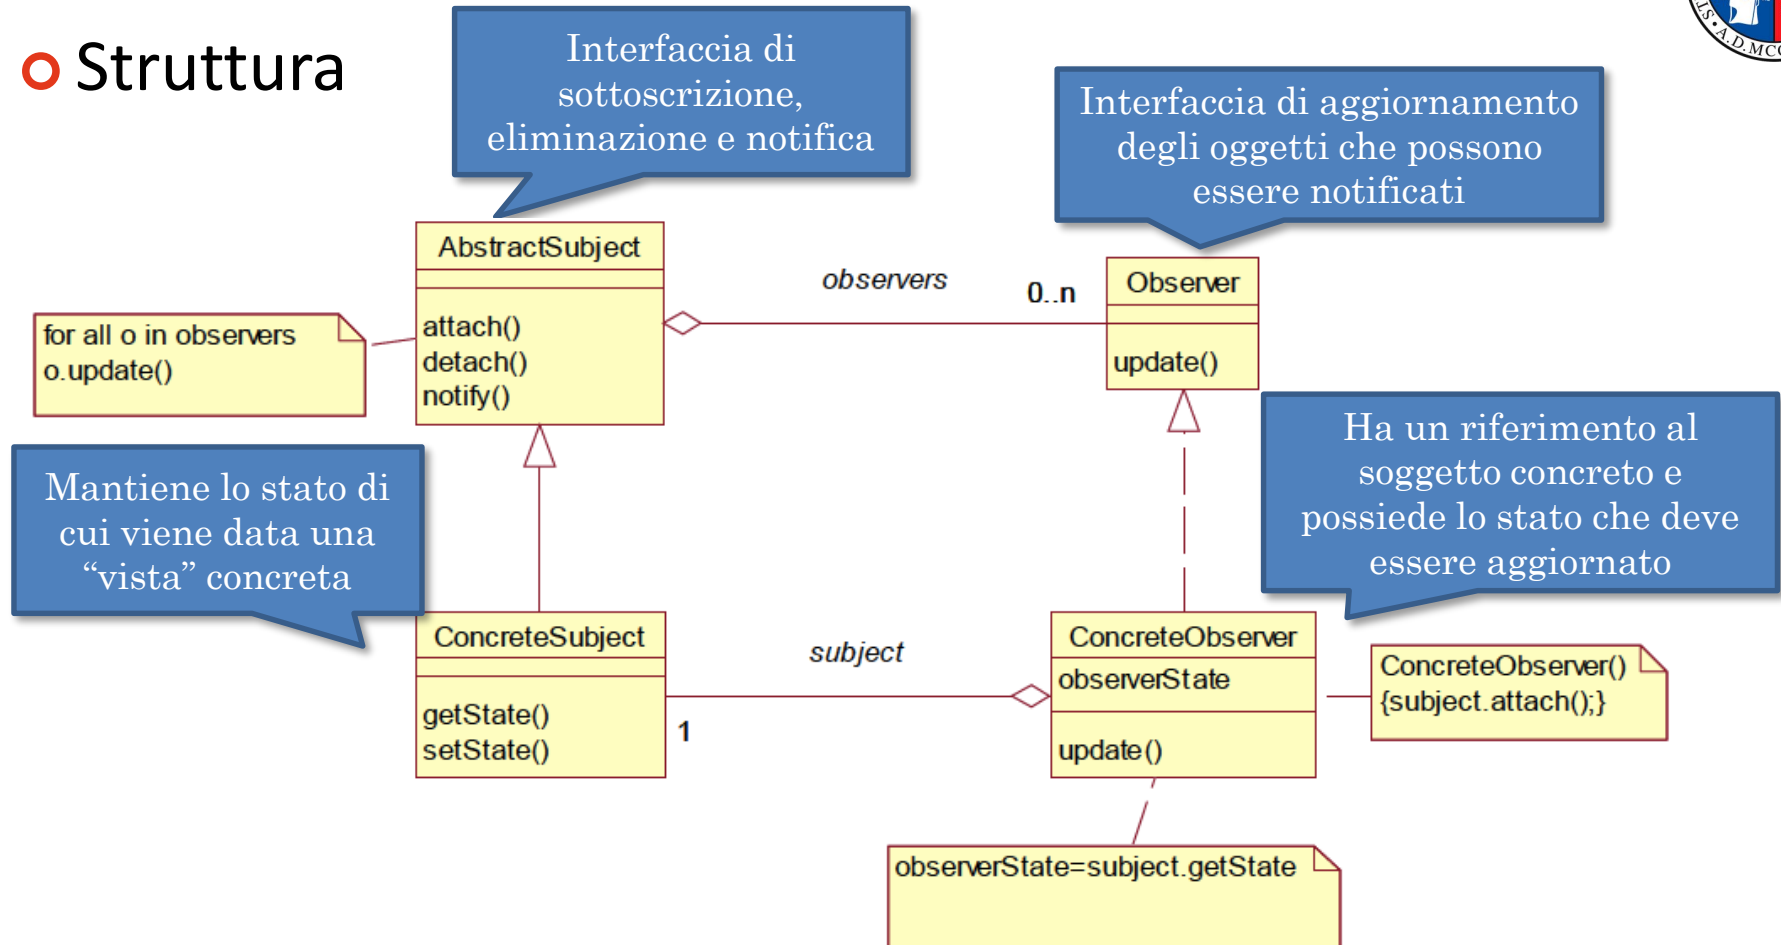 Struttura
Interfaccia di
sottoscrizione,
eliminazione e notifica
Interfaccia di aggiornamento
degli oggetti che possono
essere notificati
A.D.MCC
AbstractSubject
attach()
detach()
notify()
observers
0..n
Observer
update()
for all o in observers
o.update()
Mantiene lo stato di
cui viene data una
“vista” concreta
Ha un riferimento al
soggetto concreto e
possiede lo stato che deve
essere aggiornato
ConcreteSubject
getState()
setState()
subject
1
ConcreteObserver
observerState
update()
ConcreteObserver()
{subject.attach();}
observerState=subject.getState